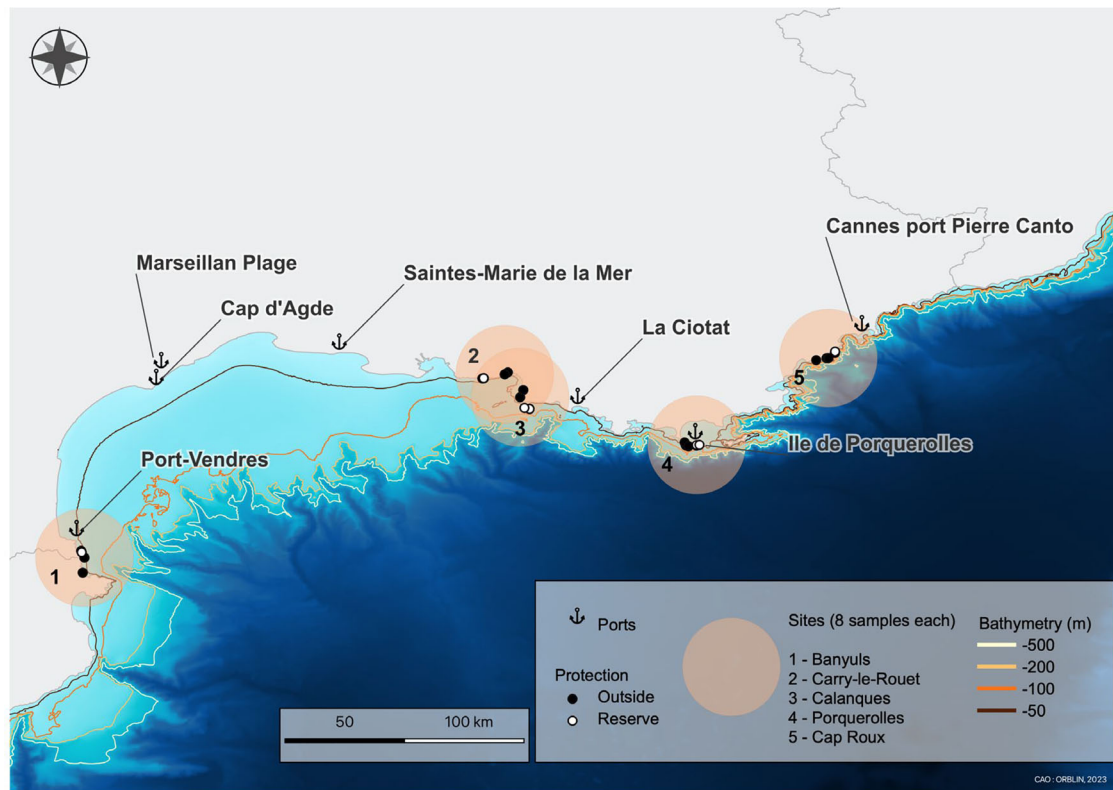 Cannes port Pierre Canto
Marseillan Plage
Saintes-Marie de la Mer
Cap d'Agde
La Ciotat
2
5
3
Port-Vendres
Ile de Porquerolles
4
1
Ports
Protection
Outside
Reserve
Sites (8 samples each)
1 - Banyuls
2 - Carry-le-Rouet
3 - Calanques
4 - Porquerolles
5 - Cap Roux
Bathymetry (m)
-500
-200
-100
-50
50 100 km
CAO : ORBLIN, 2023